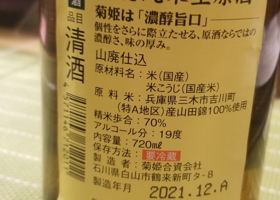 菊姫は「濃醇旨口」
個性をさらに際立たせる、原酒ならではの
濃醇さ、味の厚み。
山廃仕込
原材料名：米(国産)
米こうじ(国産米)
原料米：兵庫県三木市吉川町
(特A地区)産山田錦100%使用
精米歩合：70%
アルコール分：19度
内容量：720mℓ
保存方法：要冷蔵
製造者：菊姫合資会社
石川県白山市鶴来新町タ-8
製造年月 2021.12.A
品目
清酒